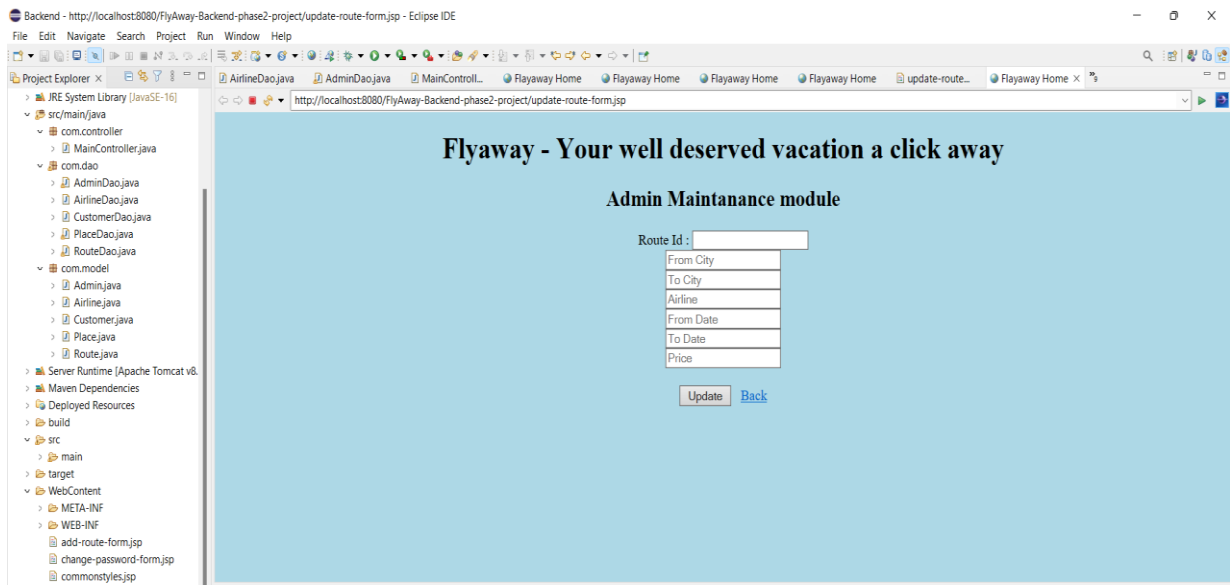 Backend - http://localhost:8080/FlyAway-Backend-phase2-project/update-route-form.jsp - Eclipse IDE
File Edit Navigate Search Project Run Window Help
Project Explorer
AirlineDao.java AdminDao.java MainControll... Flayaway Home Flayaway Home Flayaway Home Flayaway Home update-route... Flayaway Home 9
http://localhost:8080/FlyAway-Backend-phase2-project/update-route-form.jsp
JRE System Library [JavaSE-16]
src/main/java
com.controller
MainController.java
com.dao
AdminDao.java
AirlineDao.java
CustomerDao.java
PlaceDao.java
RouteDao.java
com.model
Admin.java
Airline.java
Customer.java
Place.java
Route.java
Server Runtime [Apache Tomcat v8.
Maven Dependencies
Deployed Resources
build
src
main
target
WebContent
META-INF
WEB-INF
add-route-form.jsp
change-password-form.jsp
commonstyles.jsp
Flyaway - Your well deserved vacation a click away
Admin Maintanance module
Route Id :
From City
To City
Airline
From Date
To Date
Price
Update Back